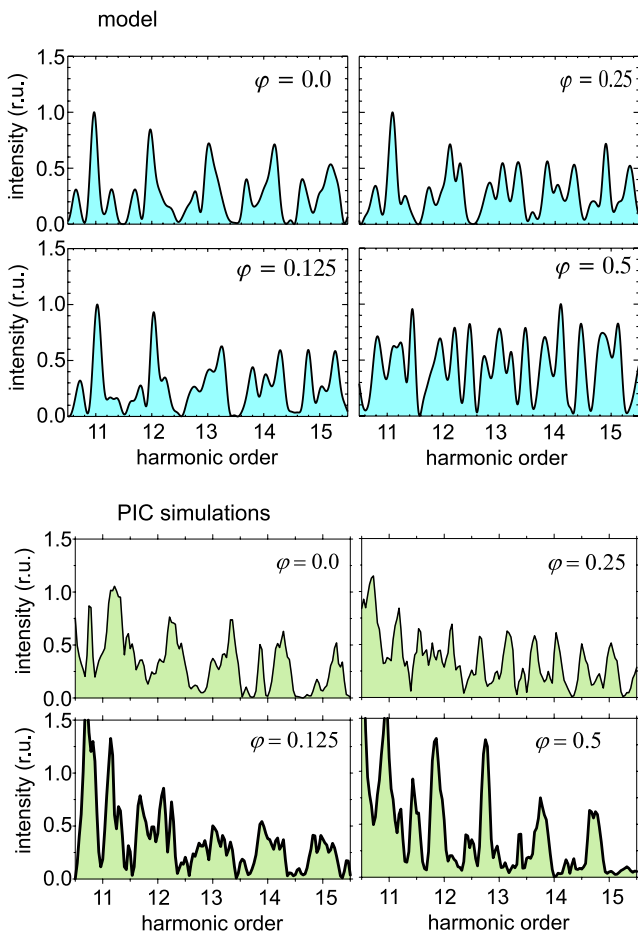 model
φ = 0.0
φ = 0.25
intensity (r.u.)
1.5
1.0
0.5
0.0
φ = 0.125
φ = 0.5
intensity (r.u.)
1.5
1.0
0.5
0.0
11 12 13 14 15
11 12 13 14 15
harmonic order
harmonic order
PIC simulations
φ = 0.0
φ = 0.25
intensity (r.u.)
1.5
1.0
0.5
0.0
φ = 0.125
φ = 0.5
intensity (r.u.)
1.5
1.0
0.5
0.0
11 12 13 14 15
11 12 13 14 15
harmonic order
harmonic order